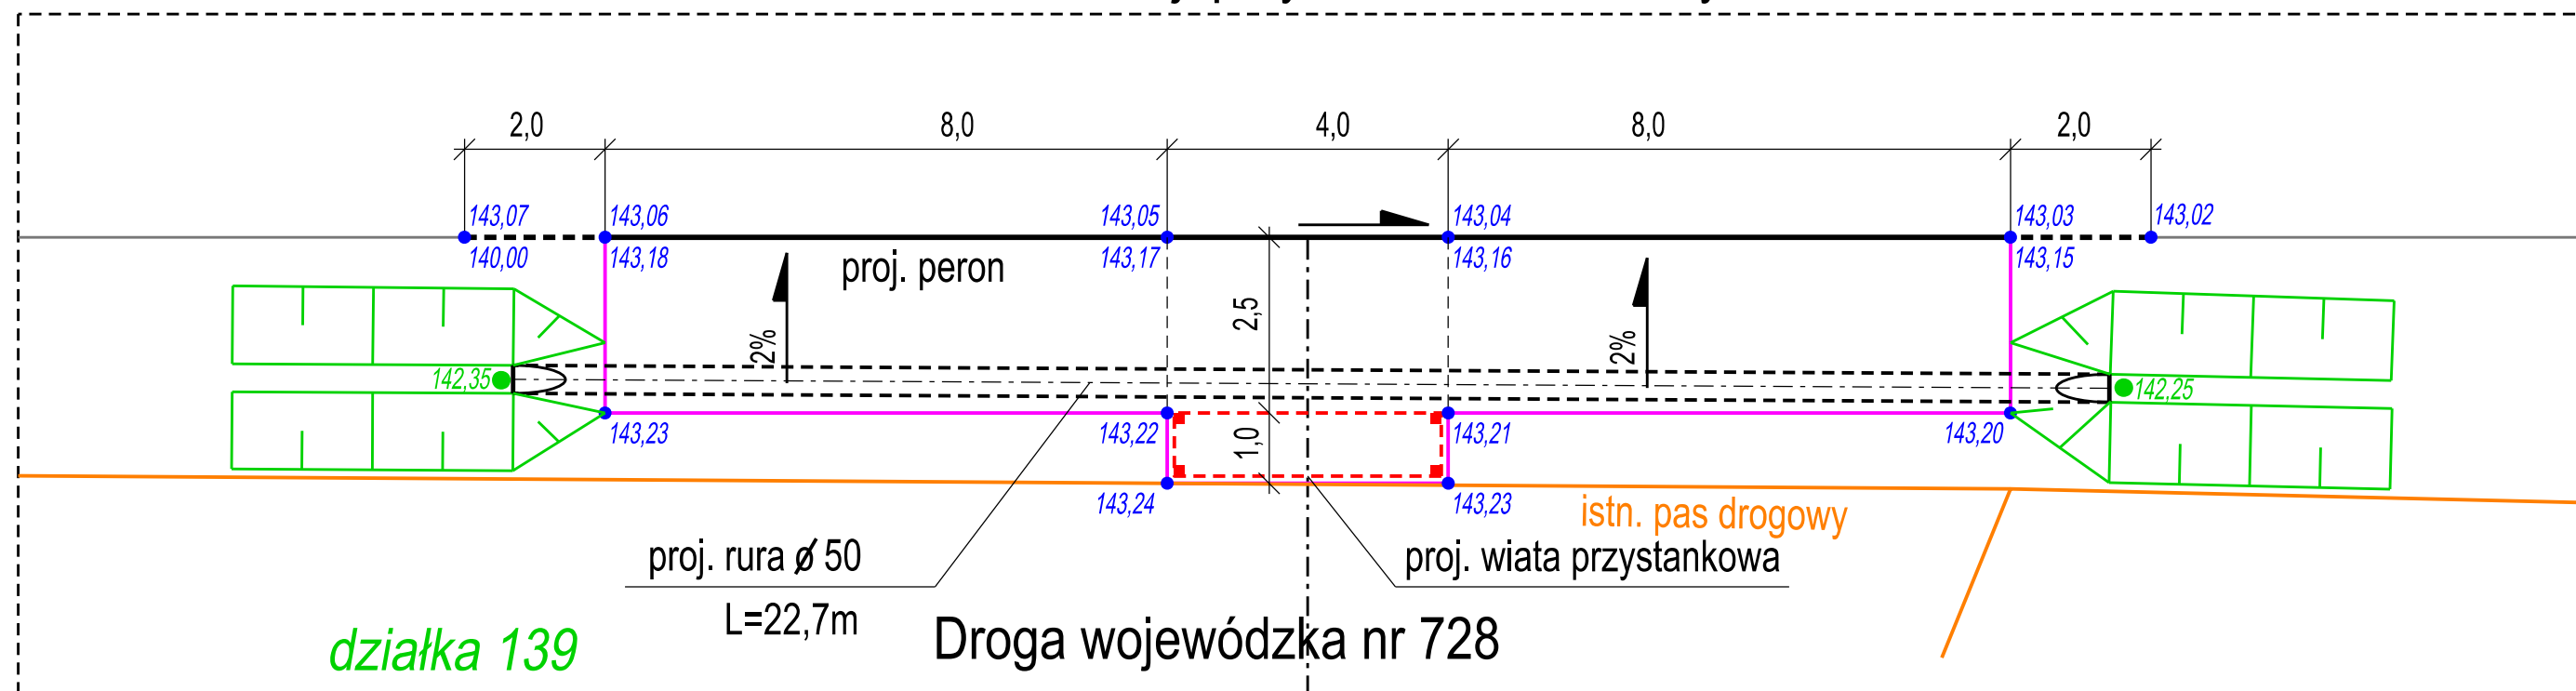 2,0 8,0 4,0 8,0 2,0
143,07 143,06 143,05 143,04 143,03 143,02
140,00 143,18 143,17 143,16 143,15
proj. peron
2% 2,5 2%
142,35 142,25
143,23 143,22 1,0 143,21 143,20
143,24 143,23
istn. pas drogowy
proj. rura ø 50
L=22,7m
proj. wiata przystankowa
działka 139
Droga wojewódzka nr 728